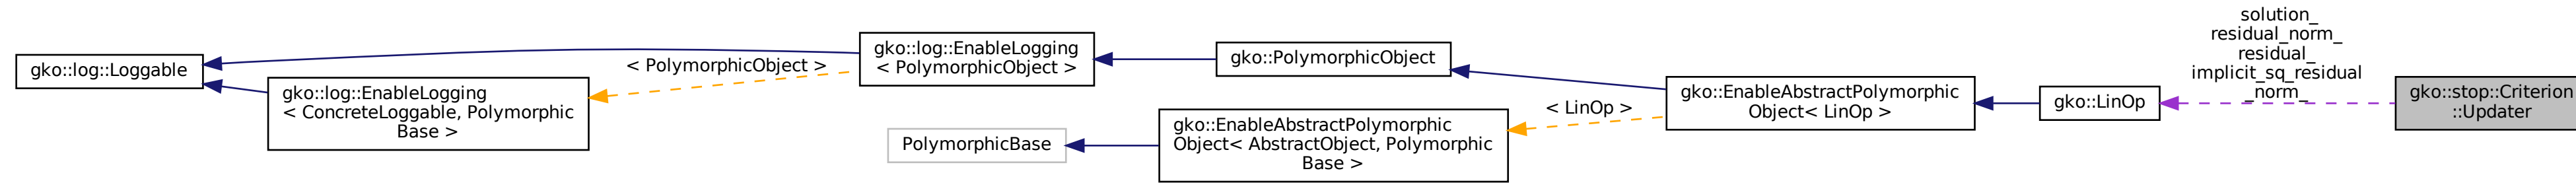 gko::log::Loggable
gko::log::EnableLogging
< ConcreteLoggable, Polymorphic
Base >
< PolymorphicObject >
gko::log::EnableLogging
< PolymorphicObject >
PolymorphicBase
gko::PolymorphicObject
gko::EnableAbstractPolymorphic
Object< AbstractObject, Polymorphic
Base >
< LinOp >
gko::EnableAbstractPolymorphic
Object< LinOp >
gko::LinOp
solution_
residual_norm_
residual_
implicit_sq_residual
_norm_
gko::stop::Criterion
::Updater